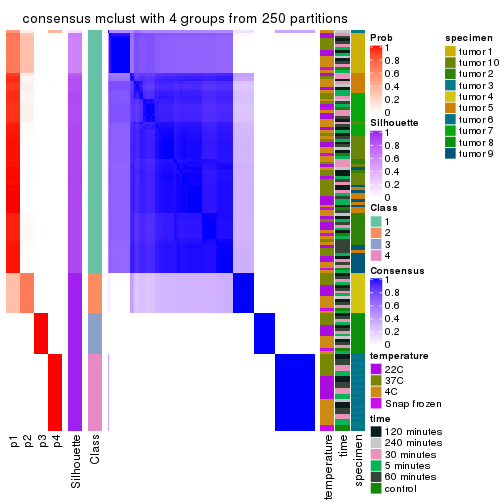 consensus mclust with 4 groups from 250 partitions
Prob
1
0.8
0.6
0.4
0.2
0
Silhouette
1
0.8
0.6
0.4
0.2
0
Class
1
2
3
4
Consensus
1
0.8
0.6
0.4
0.2
0
temperature
22C
37C
4C
Snap frozen
time
120 minutes
240 minutes
30 minutes
5 minutes
60 minutes
control
specimen
tumor 1
tumor 10
tumor 2
tumor 3
tumor 4
tumor 5
tumor 6
tumor 7
tumor 8
tumor 9
p1
p2
p3
p4
Silhouette
Class
temperature
time
specimen